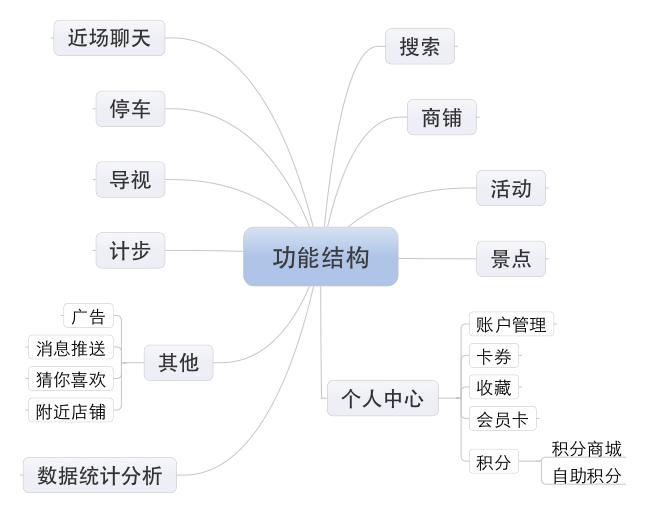 功能结构
搜索
商铺
活动
景点
个人中心
账户管理
卡券
收藏
会员卡
积分
积分商城
自助积分
近场聊天
停车
导视
计步
其他
广告
消息推送
猜你喜欢
附近店铺
数据统计分析